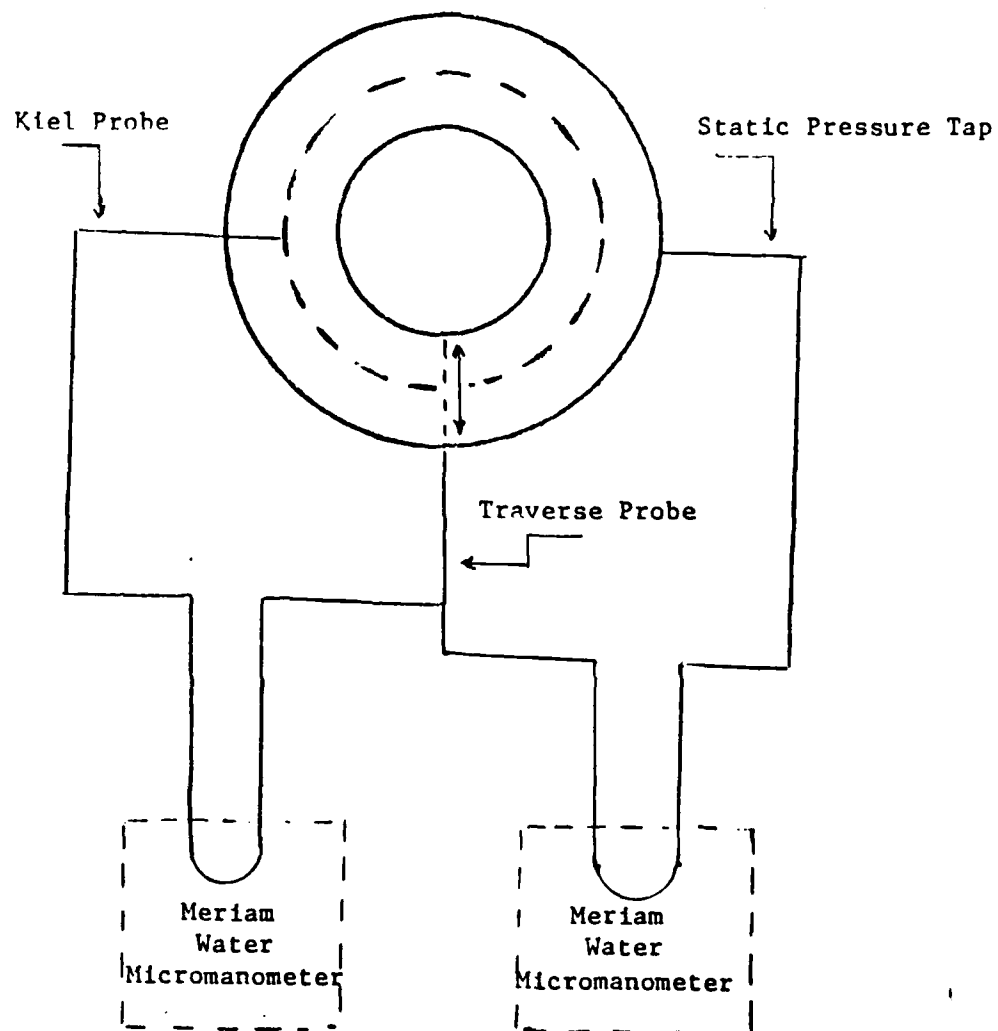 Kiel Probe
Static Pressure Tap
Traverse Probe
Meriam
Water
Micromanometer
Meriam
Water
Micromanometer